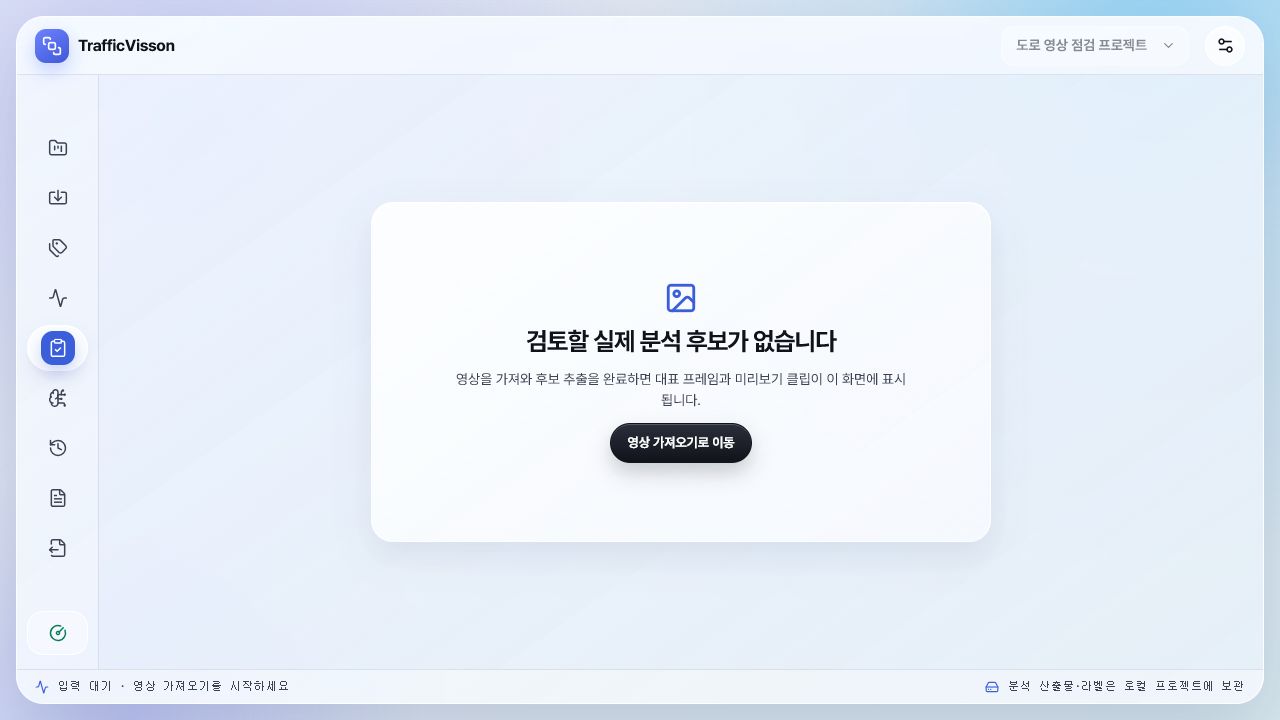 TrafficVisson
도로 영상 점검 프로젝트
검토할 실제 분석 후보가 없습니다
영상을 가져와 후보 추출을 완료하면 대표 프레임과 미리보기 클립이 이 화면에 표시
됩니다.
영상 가져오기로 이동
입력 대기 · 영상 가져오기를 시작하세요
분석 산출물·라벨은 로컬 프로젝트에 보관